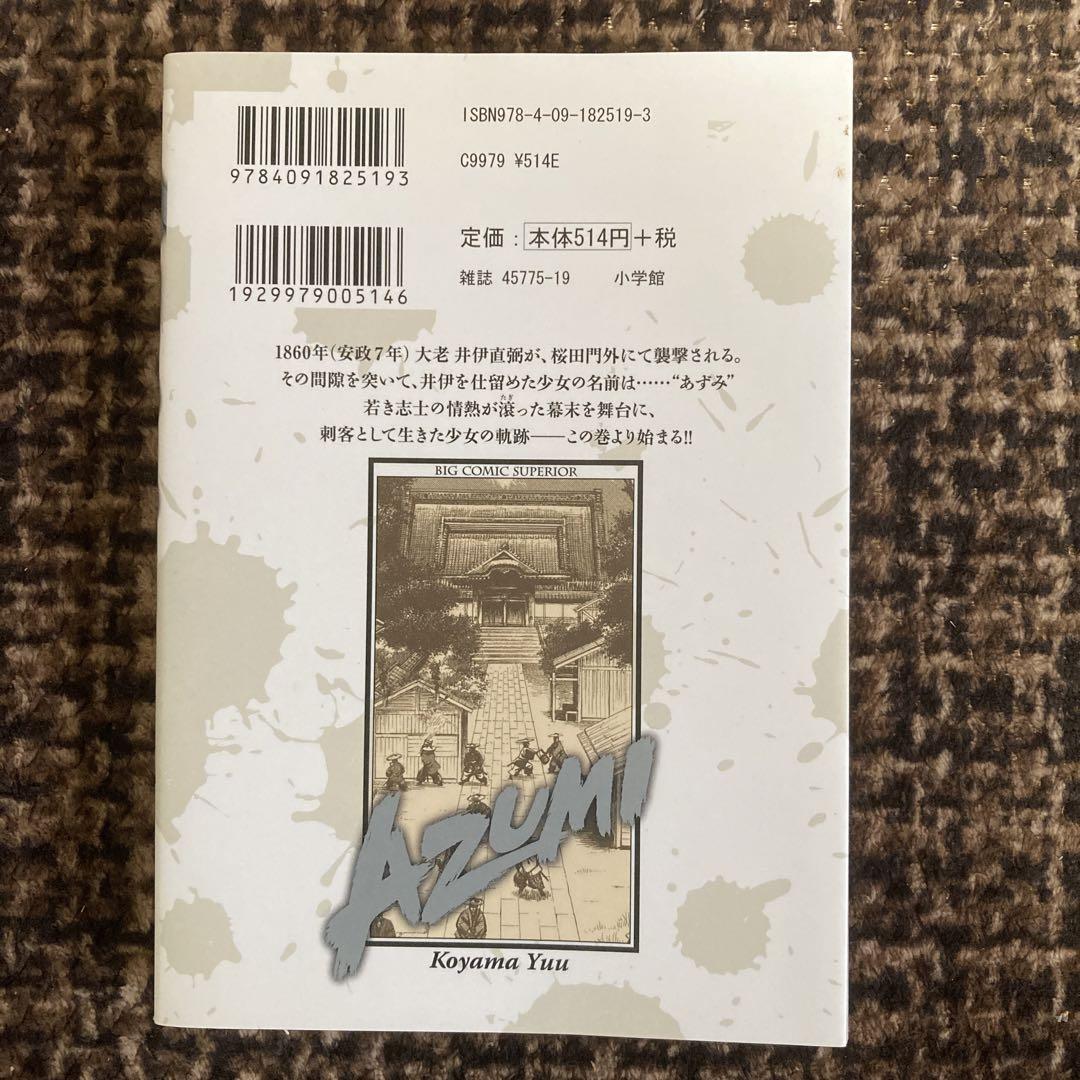 ISBN978-4-09-182519-3
9784091825193
C9979 ¥514E
定価：本体514円＋税
1929979005146
雑誌 45775-19 小学館
1860年（安政7年）大老 井伊直弼が、桜田門外にて襲撃される。
その間隙を突いて、井伊を仕留めた少女の名前は……“あずみ”
たぎ
若き志士の情熱が滾った幕末を舞台に、
刺客として生きた少女の軌跡——この巻より始まる!!
BIG COMIC SUPERIOR
AZUMI
Koyama Yuu